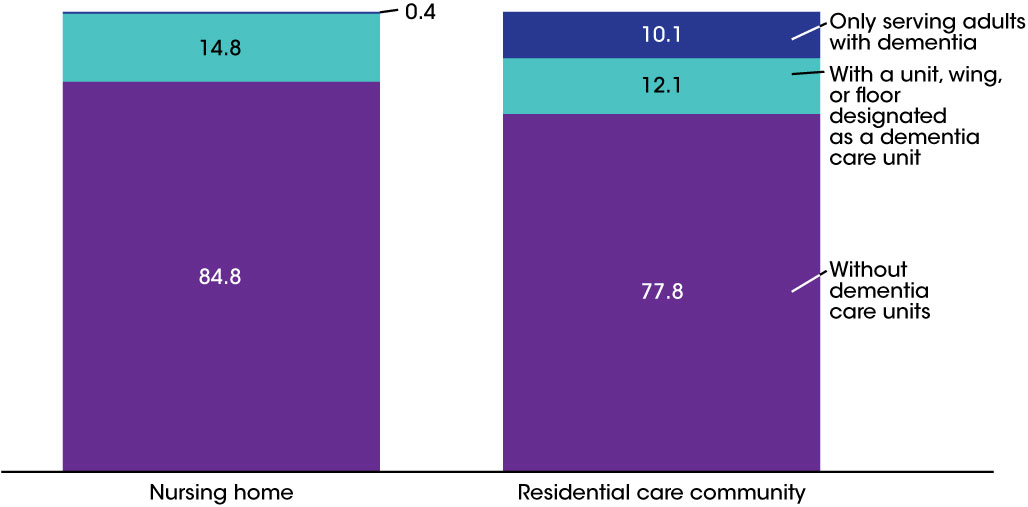 0.4
14.8
84.8
10.1
12.1
77.8
Only serving adults
with dementia
With a unit, wing,
or floor
designated
as a dementia
care unit
Without
dementia
care units
Nursing home
Residential care community